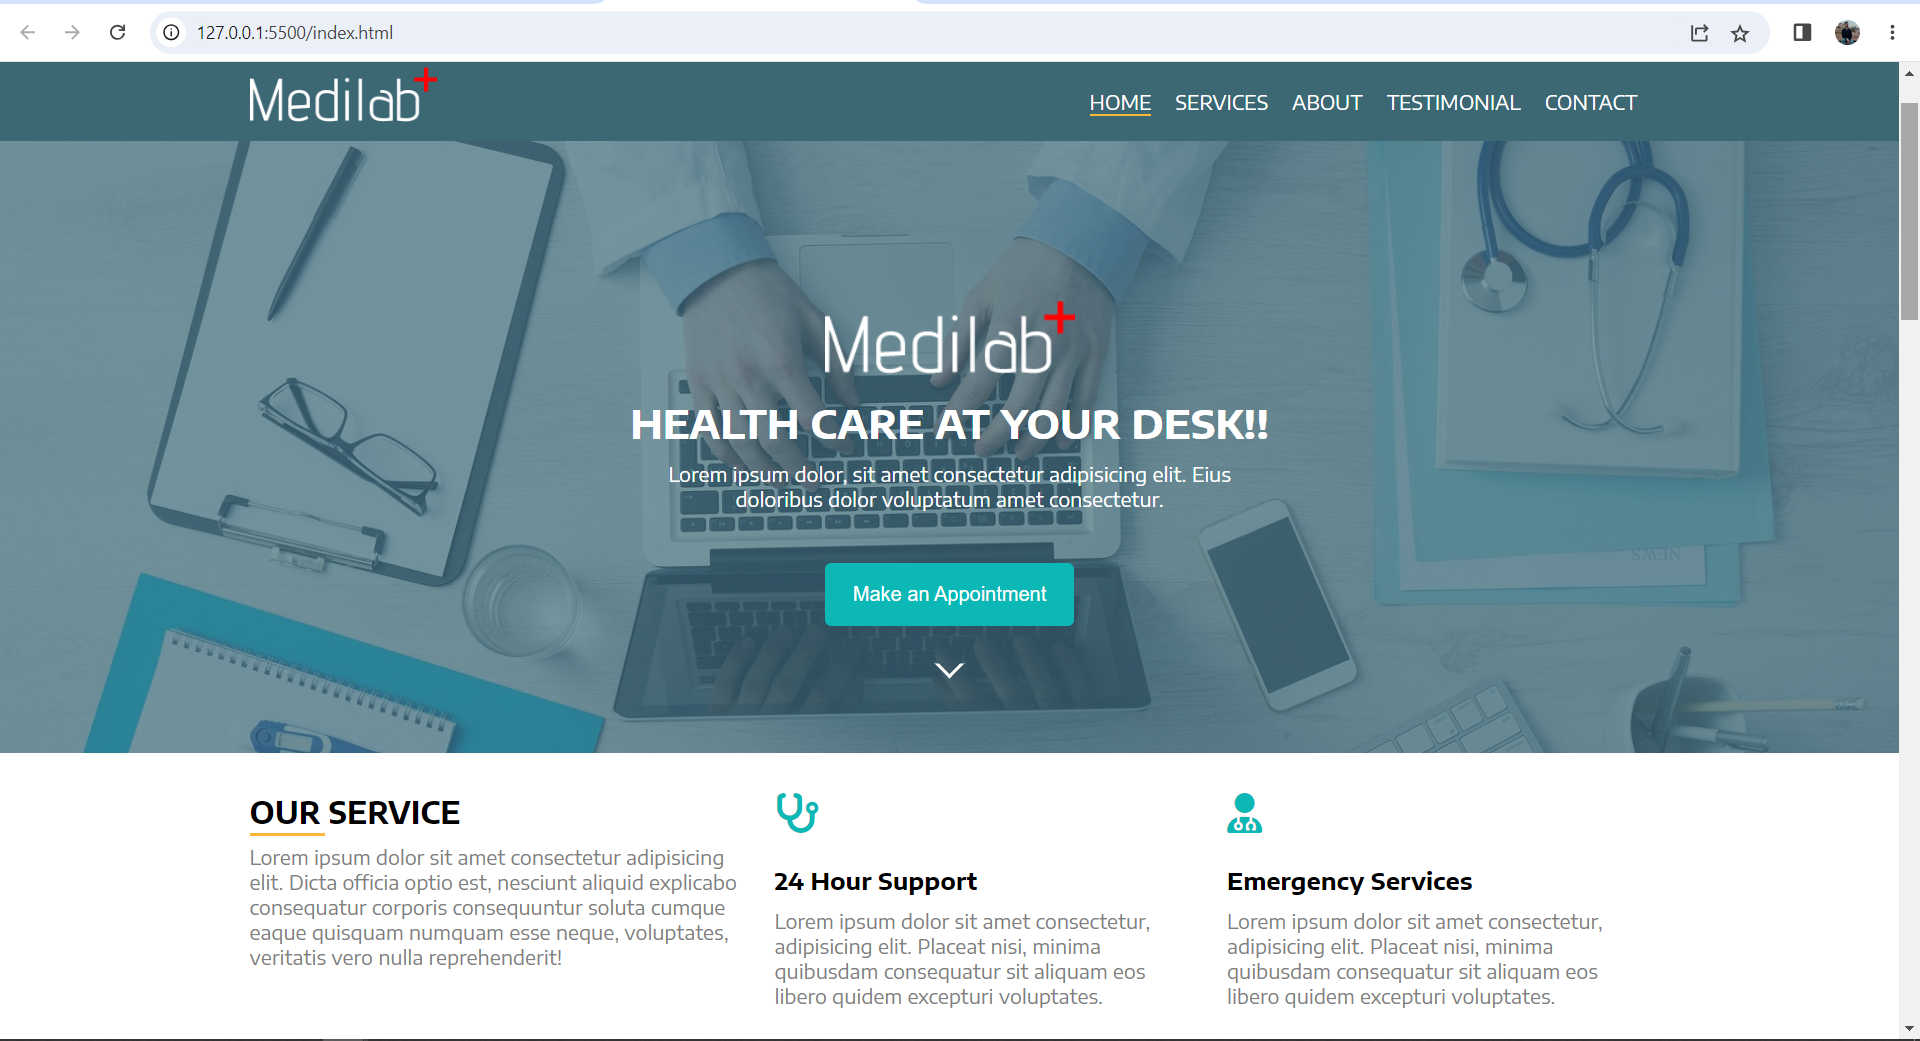 127.0.0.1:5500/index.html
Medilab+
HOME SERVICES ABOUT TESTIMONIAL CONTACT
NEWS
Medilab+
HEALTH CARE AT YOUR DESK!!
Lorem ipsum dolor, sit amet consectetur adipisicing elit. Eius
doloribus dolor voluptatum amet consectetur.
Make an Appointment
OUR SERVICE
Lorem ipsum dolor sit amet consectetur adipisicing
elit. Dicta officia optio est, nesciunt aliquid explicabo
consequatur corporis consequuntur soluta cumque
eaque quisquam numquam esse neque, voluptates,
veritatis vero nulla reprehenderit!
24 Hour Support
Lorem ipsum dolor sit amet consectetur,
adipisicing elit. Placeat nisi, minima
quibusdam consequatur sit aliquam eos
libero quidem excepturi voluptates.
Emergency Services
Lorem ipsum dolor sit amet consectetur,
adipisicing elit. Placeat nisi, minima
quibusdam consequatur sit aliquam eos
libero quidem excepturi voluptates.